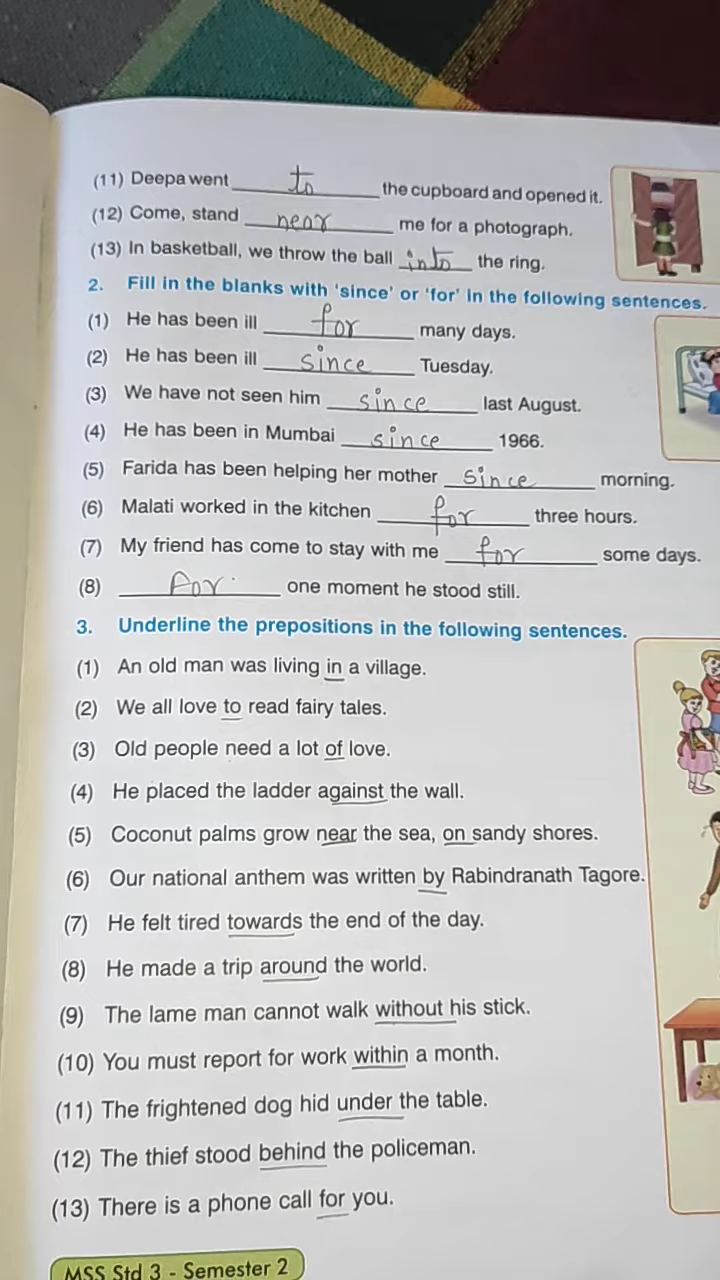 (11) Deepa went to the cupboard and opened it.
(12) Come, stand near me for a photograph.
(13) In basketball, we throw the ball into the ring.
2. Fill in the blanks with 'since' or 'for' in the following sentences.
(1) He has been ill for many days.
(2) He has been ill since Tuesday.
(3) We have not seen him since last August.
(4) He has been in Mumbai since 1966.
(5) Farida has been helping her mother since morning.
(6) Malati worked in the kitchen for three hours.
(7) My friend has come to stay with me for some days.
(8) For one moment he stood still.
3. Underline the prepositions in the following sentences.
(1) An old man was living in a village.
(2) We all love to read fairy tales.
(3) Old people need a lot of love.
(4) He placed the ladder against the wall.
(5) Coconut palms grow near the sea, on sandy shores.
(6) Our national anthem was written by Rabindranath Tagore.
(7) He felt tired towards the end of the day.
(8) He made a trip around the world.
(9) The lame man cannot walk without his stick.
(10) You must report for work within a month.
(11) The frightened dog hid under the table.
(12) The thief stood behind the policeman.
(13) There is a phone call for you.
MSS Std 3 - Semester 2